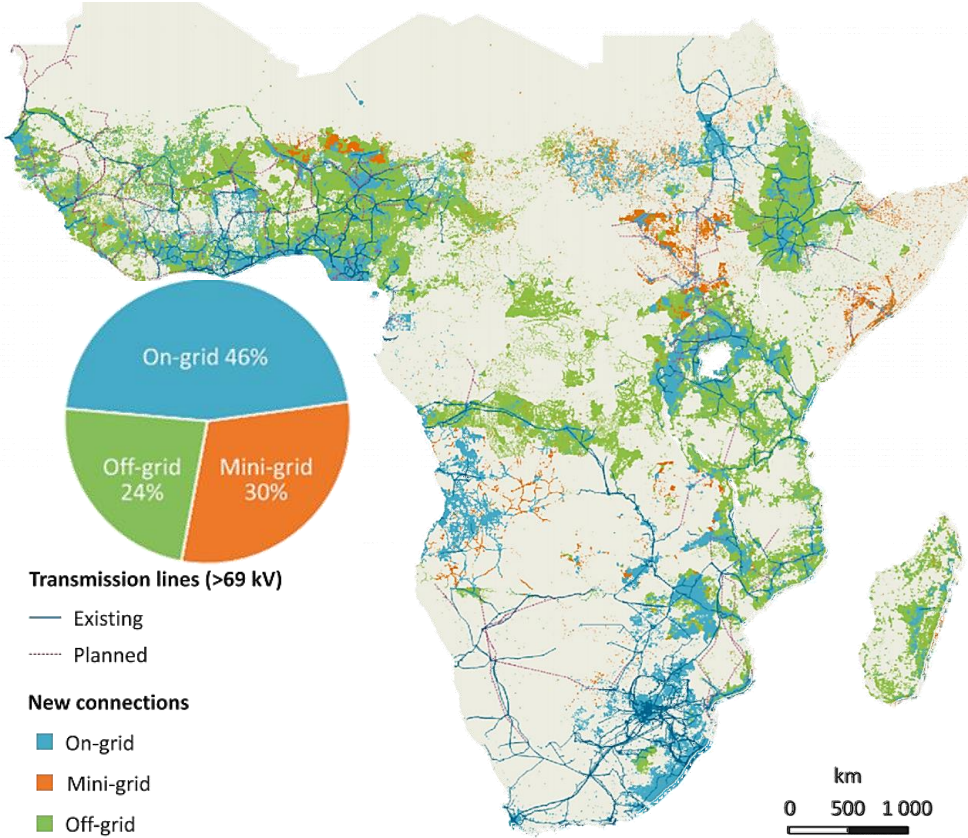 On-grid 46%
Off-grid
24%
Mini-grid
30%
Transmission lines (>69 kV)
Existing
Planned
New connections
On-grid
Mini-grid
Off-grid
km
0 500 1 000